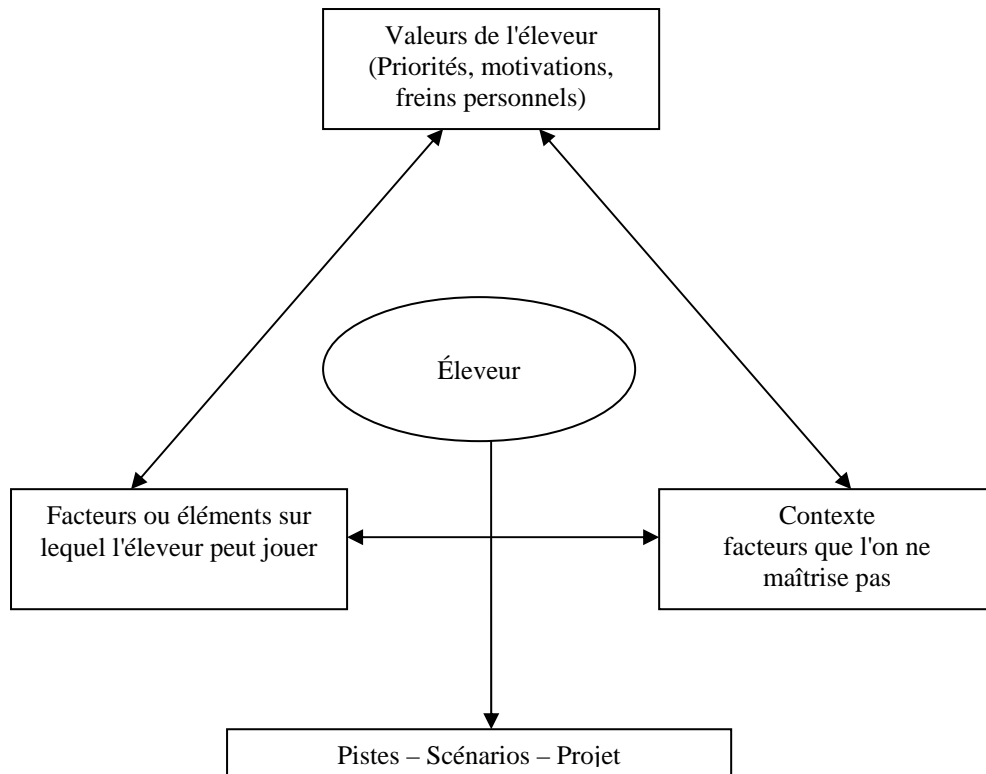 Valeurs de l'éleveur
(Priorités, motivations,
freins personnels)
Éleveur
Facteurs ou éléments sur
lequel l'éleveur peut jouer
Contexte
facteurs que l'on ne
maîtrise pas
Pistes – Scénarios – Projet